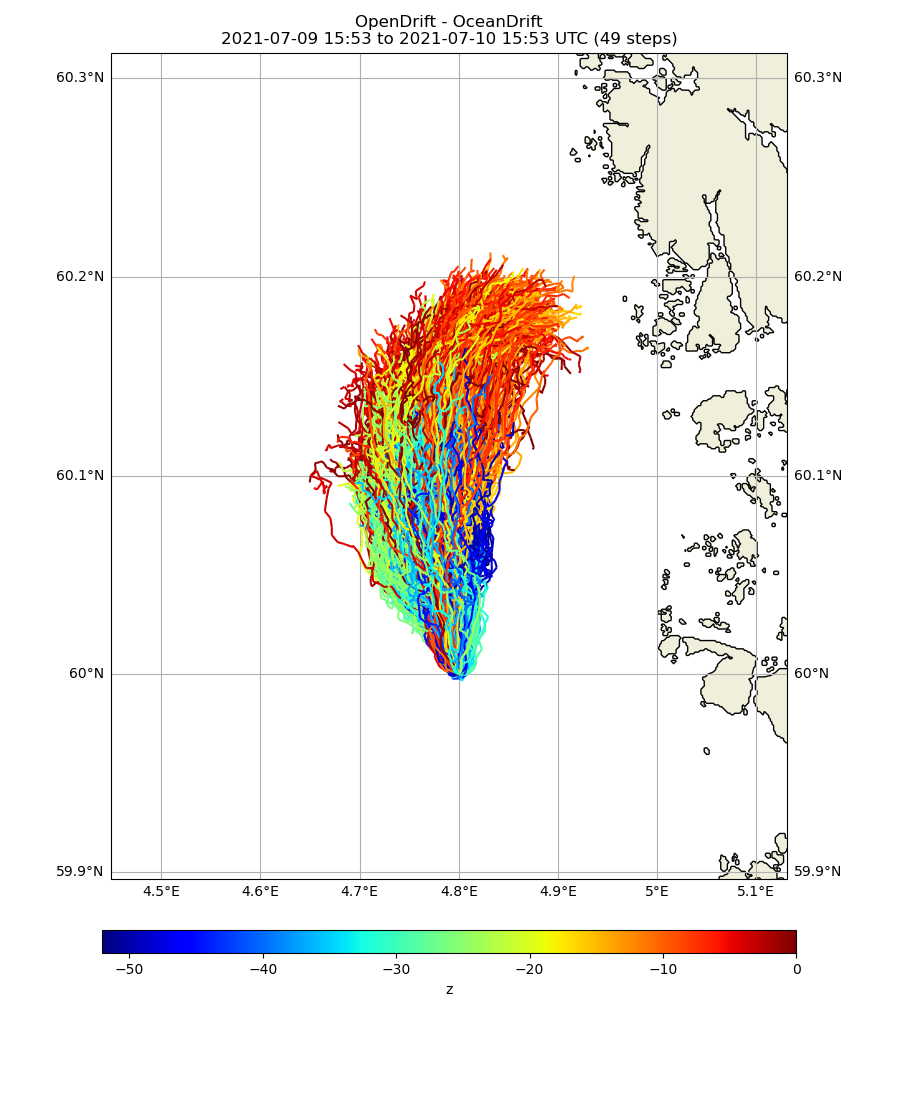 OpenDrift - OceanDrift
2021-07-09 15:53 to 2021-07-10 15:53 UTC (49 steps)
60.3°N 60.3°N
60.2°N 60.2°N
60.1°N 60.1°N
60°N 60°N
59.9°N 59.9°N
4.5°E 4.6°E 4.7°E 4.8°E 4.9°E 5°E 5.1°E
−50 −40 −30 −20 −10 0
z